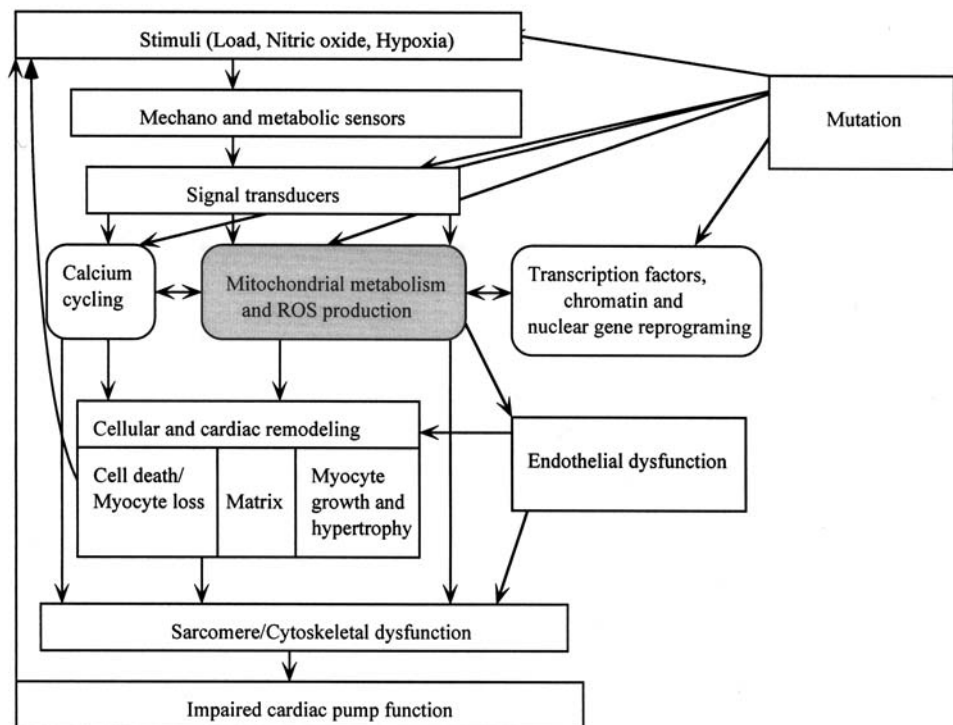 Stimuli (Load, Nitric oxide, Hypoxia)
Mechano and metabolic sensors
Mutation
Signal transducers
Calcium
cycling
Mitochondrial metabolism
and ROS production
Transcription factors,
chromatin and
nuclear gene reprograming
Cellular and cardiac remodeling
Cell death/
Myocyte loss
Matrix
Myocyte
growth and
hypertrophy
Endothelial dysfunction
Sarcomere/Cytoskeletal dysfunction
Impaired cardiac pump function